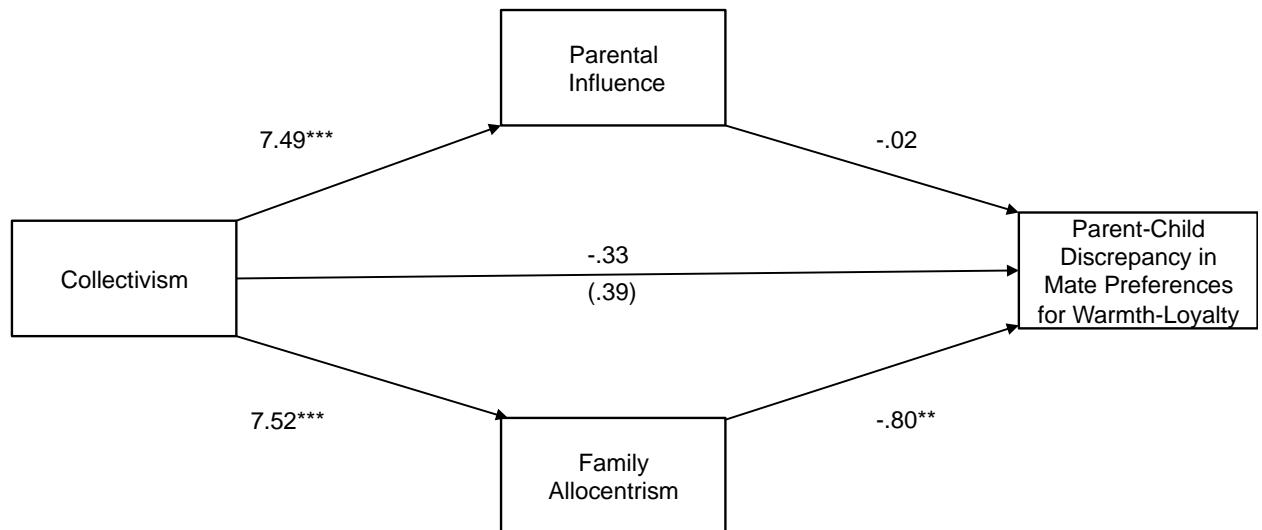 Parental
Influence
7.49***
-.02
Collectivism
-.33
(.39)
Parent-Child
Discrepancy in
Mate Preferences
for Warmth-Loyalty
7.52***
-.80**
Family
Allocentrism